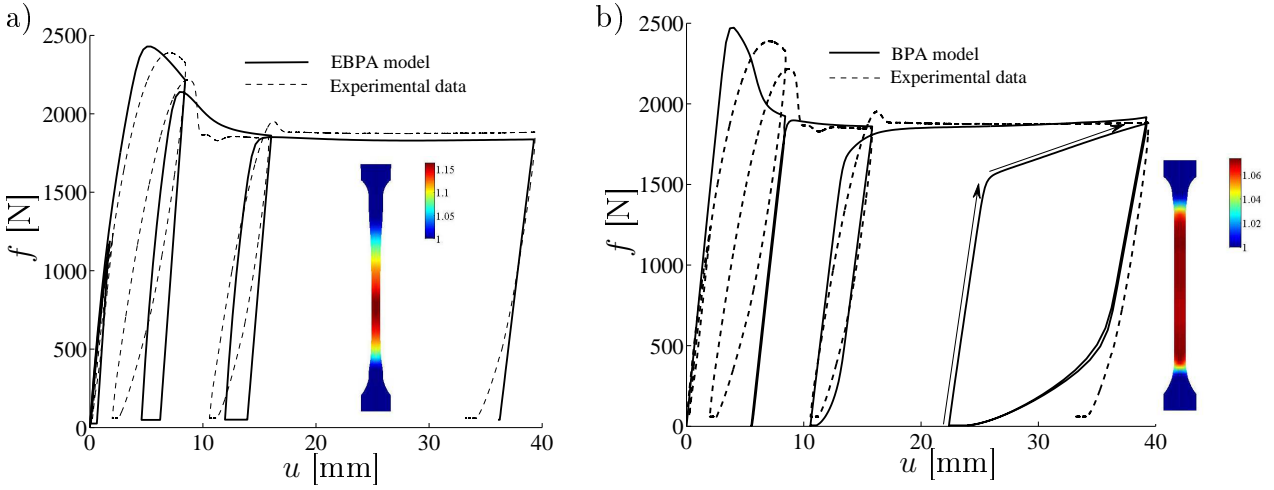 a)
2500
2000
1500
1000
500
0
f [N]
0 10 20 30 40
u [mm]
EBPA model
Experimental data
1.15
1.1
1.05
1
b)
2500
2000
1500
1000
500
0
f [N]
0 10 20 30 40
u [mm]
BPA model
Experimental data
1.06
1.04
1.02
1